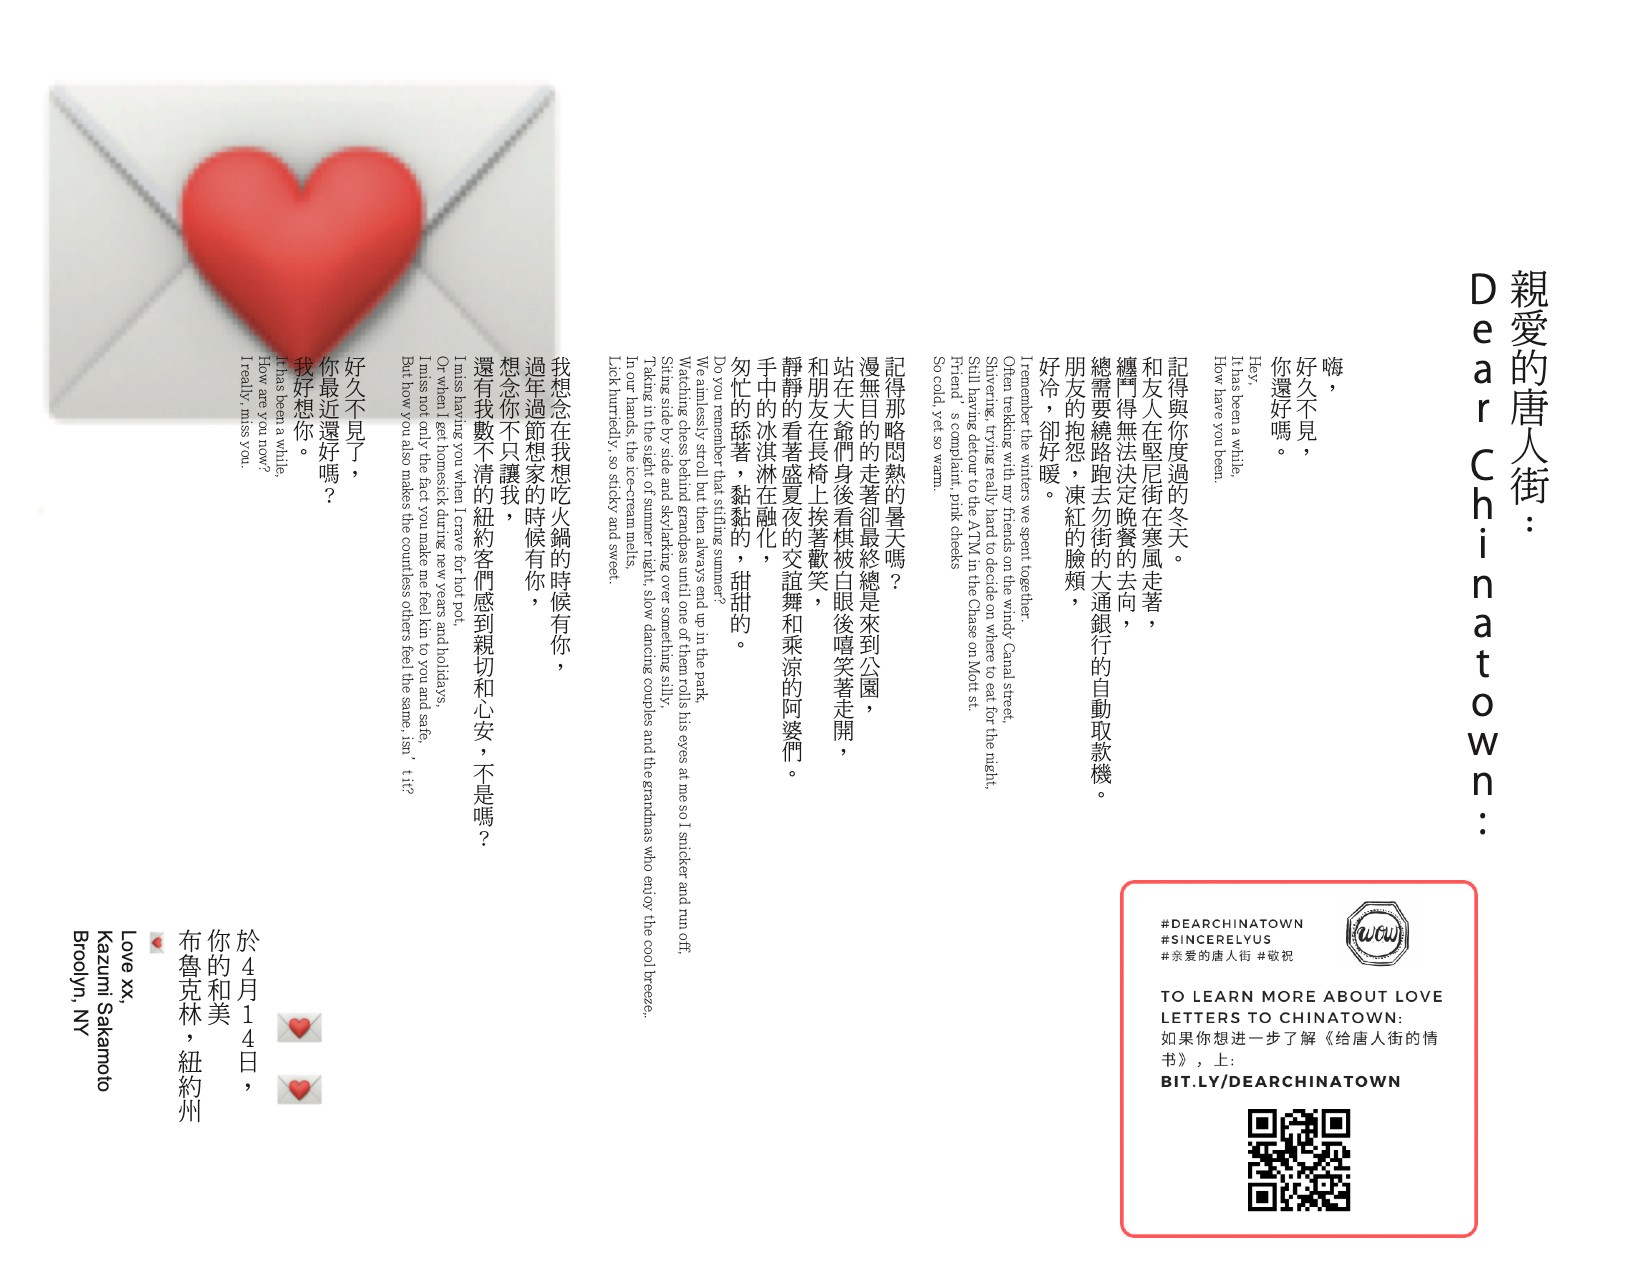 親愛的唐人街：
Dear Chinatown:
嗨，
好久不見，
你還好嗎。
Hey,
It has been a while,
How have you been.
記得與你度過的冬天。
和友人在堅尼街在寒風走著，
纏鬥得無法決定晚餐的去向，
總需要繞路跑去勿街的大通銀行的自動取款機。
朋友的抱怨，凍紅的臉頰，
好冷，卻好暖。
I remember the winters we spent together.
Often trekking with my friends on the windy Canal street,
Shivering, trying really hard to decide on where to eat for the night,
Still having detour to the ATM in the Chase on Mott st.
Friend’s complaint, pink cheeks
So cold, yet so warm.
記得那略悶熱的暑天嗎？
漫無目的的走著卻最終總是來到公園，
站在大爺們身後看棋被白眼後嘻笑著走開，
和朋友在長椅上挨著歡笑，
靜靜的看著盛夏夜的交誼舞和乘涼的阿婆們。
手中的冰淇淋在融化，
匆忙的舔著，黏黏的，甜甜的。
Do you remember that stifling summer?
We aimlessly stroll but then always end up in the park,
Watching chess behind grandpas until one of them rolls his eyes at me so I snicker and run off,
Siting side by side and skylarking over something silly,
Taking in the sight of summer night, slow dancing couples and the grandmas who enjoy the cool breeze,.
In our hands, the ice-cream melts,
Lick hurriedly, so sticky and sweet.
我想念在我想吃火鍋的時候有你，
過年過節想家的時候有你，
想念你不只讓我，
還有我數不清的紐約客們感到親切和心安，不是嗎？
I miss having you when I crave for hot pot,
Or when I get homesick during new years and holidays,
I miss not only the fact you make me feel kin to you and safe,
But how you also makes the countless others feel the same, isn’t it?
好久不見了，
你最近還好嗎？
我好想你。
It has been a while,
How are you now?
I really, miss you.
於4月14日，
你的和美
布魯克林，紐約州
Love xx,
Kazumi Sakamoto
Broolyn, NY
#DEARCHINATOWN
#SINCERELYUS
#亲爱的唐人街 #敬祝
WOW
TO LEARN MORE ABOUT LOVE
LETTERS TO CHINATOWN:
如果你想进一步了解《给唐人街的情
书》，上:
BIT.LY/DEARCHINATOWN